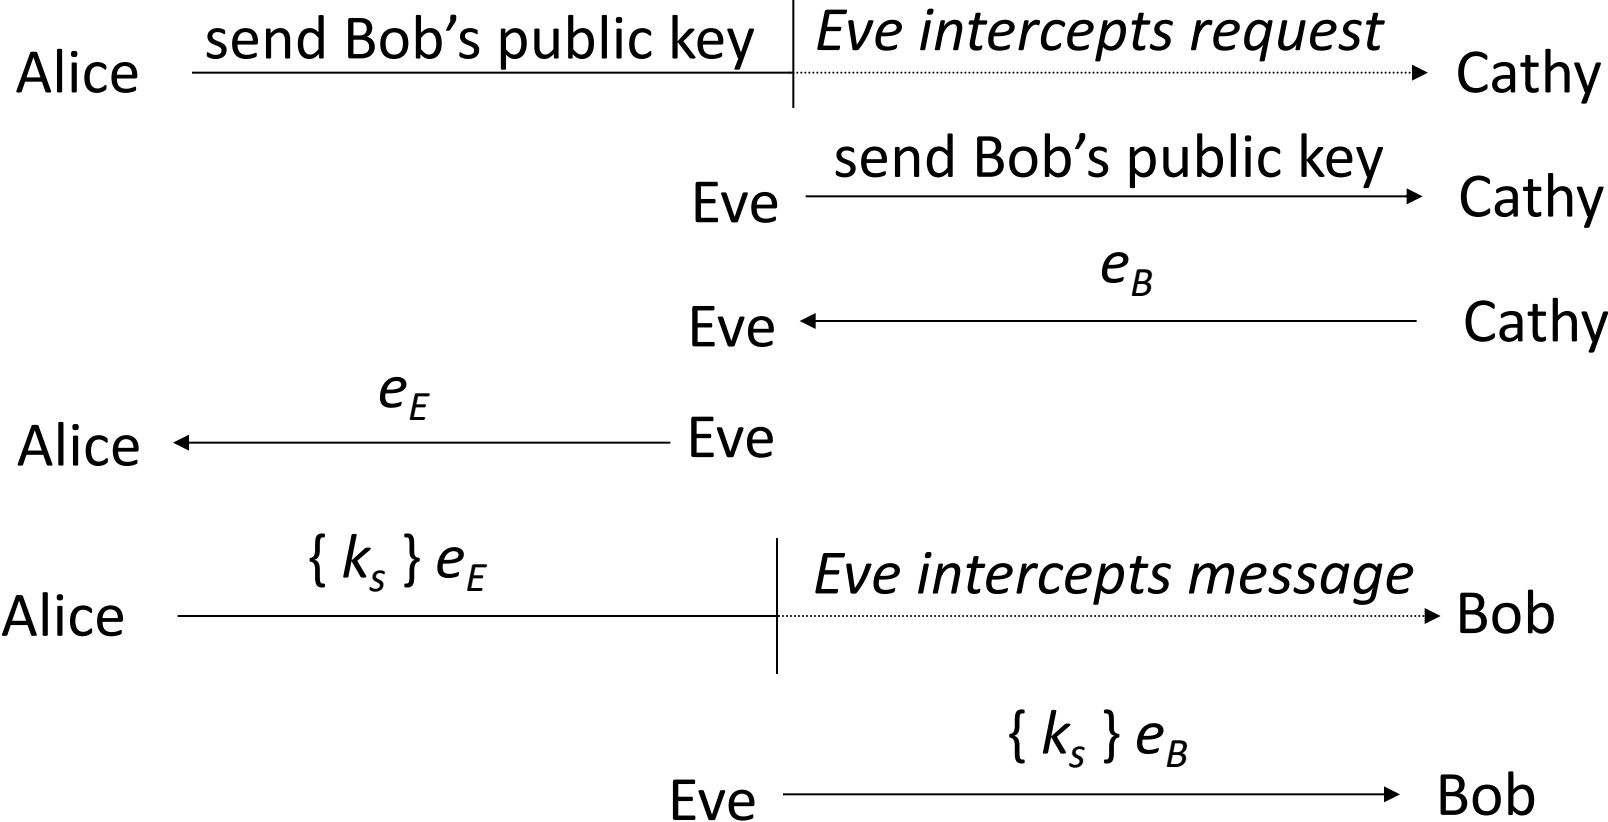 Alice send Bob's public key Eve intercepts request Cathy
Eve send Bob's public key Cathy
Eve e_B Cathy
Alice e_E Eve
Alice { k_s } e_E Eve intercepts message Bob
Eve { k_s } e_B Bob